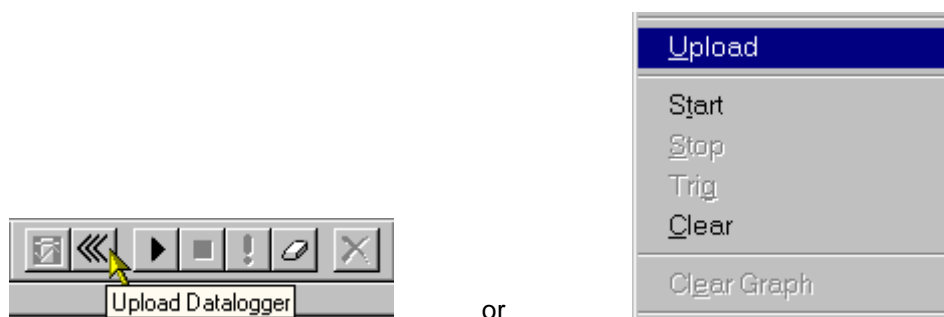 Upload Datalogger
or
Upload
Start
Stop
Trig
Clear
Clear Graph